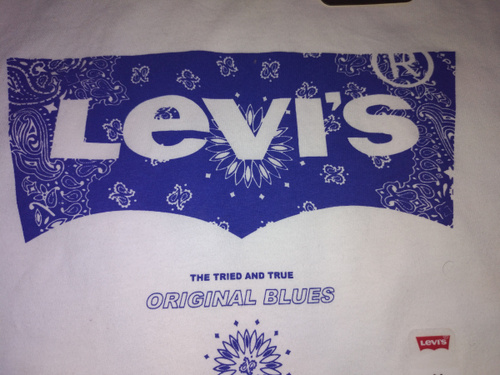 Levi's ®
THE TRIED AND TRUE
ORIGINAL BLUES
LEVI'S